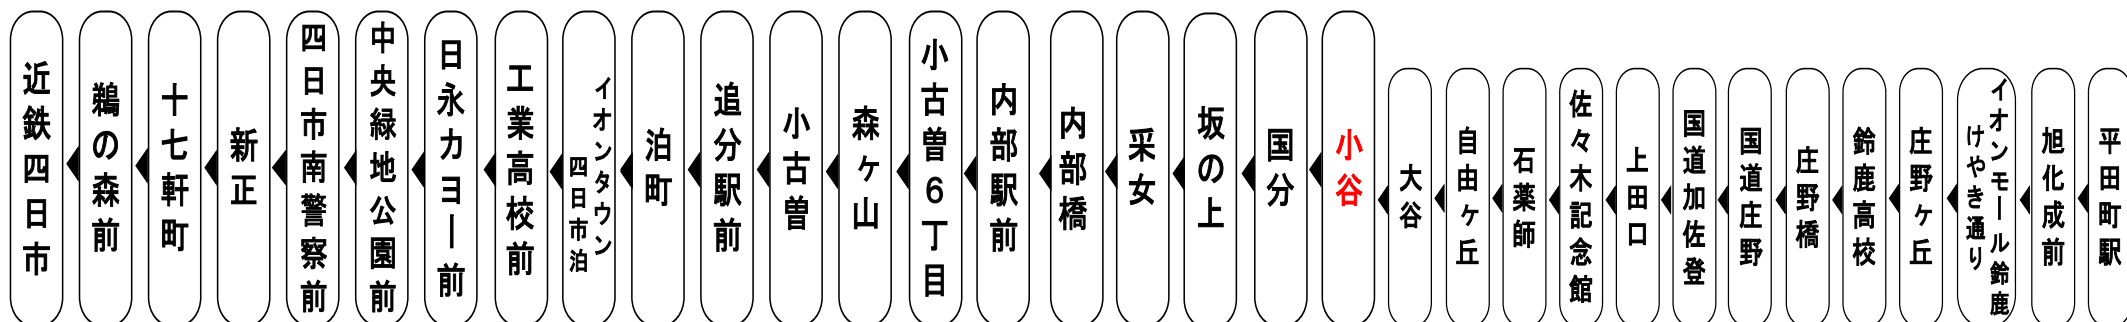 近鉄四日市
鵜の森前
十七軒町
新正
四日市南警察前
中央緑地公園前
日永カヨー前
工業高校前
イオンタウン
四日市泊
泊町
追分駅前
小古曽
森ヶ山
小古曽6丁目
内部駅前
内部橋
采女
坂の上
国分
小谷
大谷
自由ヶ丘
石薬師
佐々木記念館
上田口
国道加佐登
国道庄野
庄野橋
鈴鹿高校
庄野ヶ丘
イオンモール鈴鹿
けやき通り
旭化成前
平田町駅